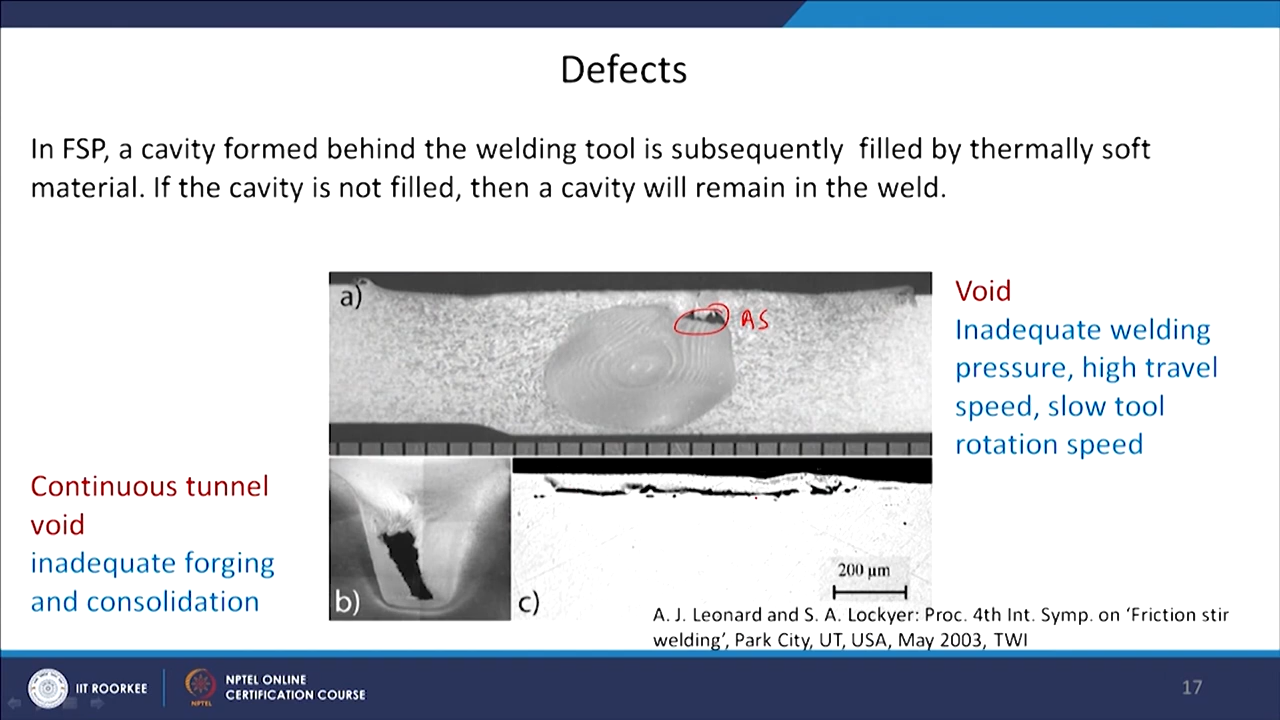 Defects
In FSP, a cavity formed behind the welding tool is subsequently filled by thermally soft
material. If the cavity is not filled, then a cavity will remain in the weld.
a)
AS
Void
Inadequate welding
pressure, high travel
speed, slow tool
rotation speed
Continuous tunnel
void
inadequate forging
and consolidation
b)
c)
200 µm
A. J. Leonard and S. A. Lockyer: Proc. 4th Int. Symp. on ‘Friction stir
welding’, Park City, UT, USA, May 2003, TWI
IIT ROORKEE
NPTEL ONLINE
CERTIFICATION COURSE
NPTEL
17